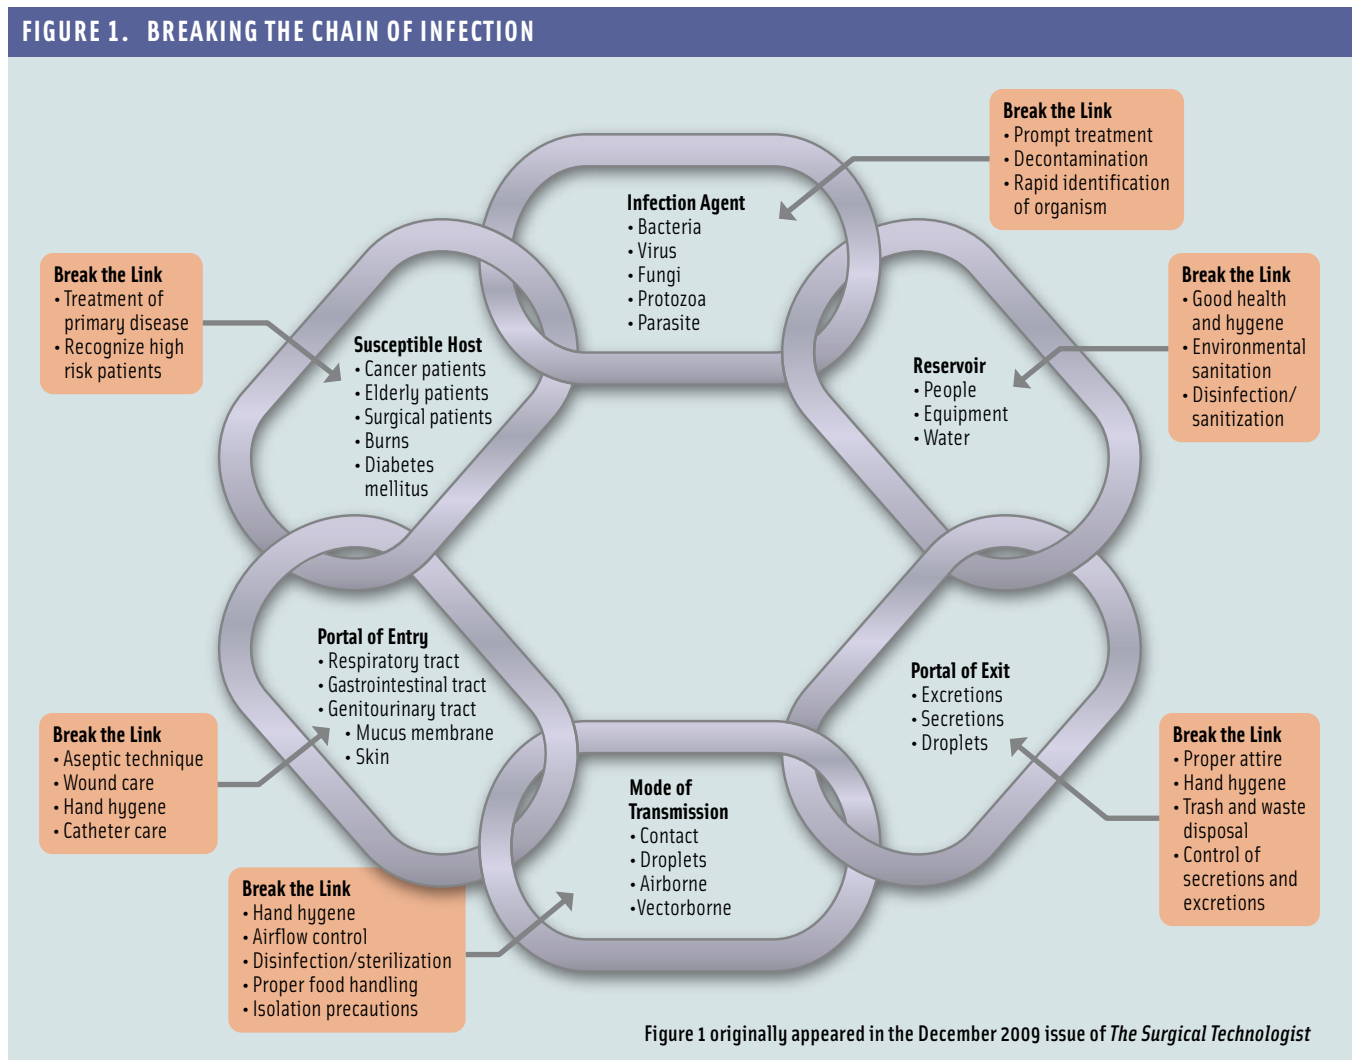 FIGURE 1. BREAKING THE CHAIN OF INFECTION
Break the Link
• Prompt treatment
• Decontamination
• Rapid identification
of organism
Infection Agent
• Bacteria
• Virus
• Fungi
• Protozoa
• Parasite
Break the Link
• Treatment of
primary disease
• Recognize high
risk patients
Break the Link
• Good health
and hygene
• Environmental
sanitation
• Disinfection/
sanitization
Susceptible Host
• Cancer patients
• Elderly patients
• Surgical patients
• Burns
• Diabetes
mellitus
Reservoir
• People
• Equipment
• Water
Portal of Entry
• Respiratory tract
• Gastrointestinal tract
• Genitourinary tract
• Mucus membrane
• Skin
Portal of Exit
• Excretions
• Secretions
• Droplets
Break the Link
• Aseptic technique
• Wound care
• Hand hygene
• Catheter care
Mode of
Transmission
• Contact
• Droplets
• Airborne
•Vectorborne
Break the Link
• Proper attire
• Hand hygene
• Trash and waste
disposal
• Control of
secretions and
excretions
Break the Link
• Hand hygene
• Airflow control
• Disinfection/sterilization
• Proper food handling
• Isolation precautions
Figure 1 originally appeared in the December 2009 issue of The Surgical Technologist